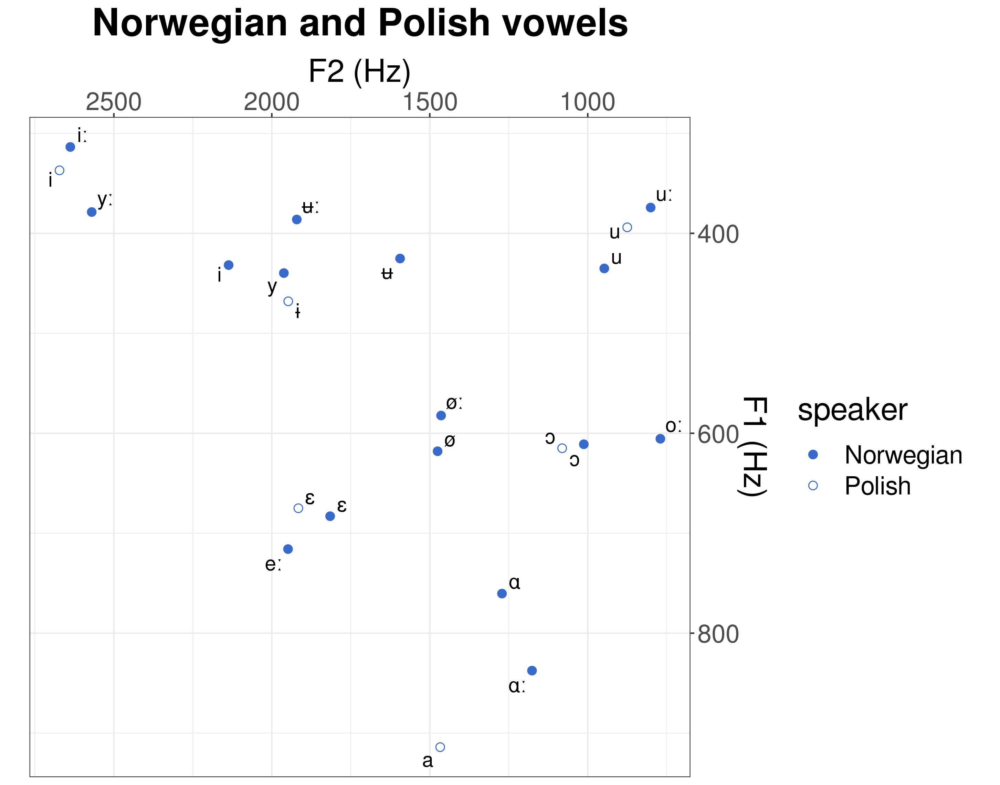 Norwegian and Polish vowels
F2 (Hz)
2500 2000 1500 1000
iː
i
yː
ʉː
uː
u
400
i
ʉ
u
y
ɨ
øː
speaker
F1 (Hz)
oː
ø
ɔ
600
ɔ
Norwegian
Polish
ɛ
ɛ
eː
ɑ
800
ɑː
a